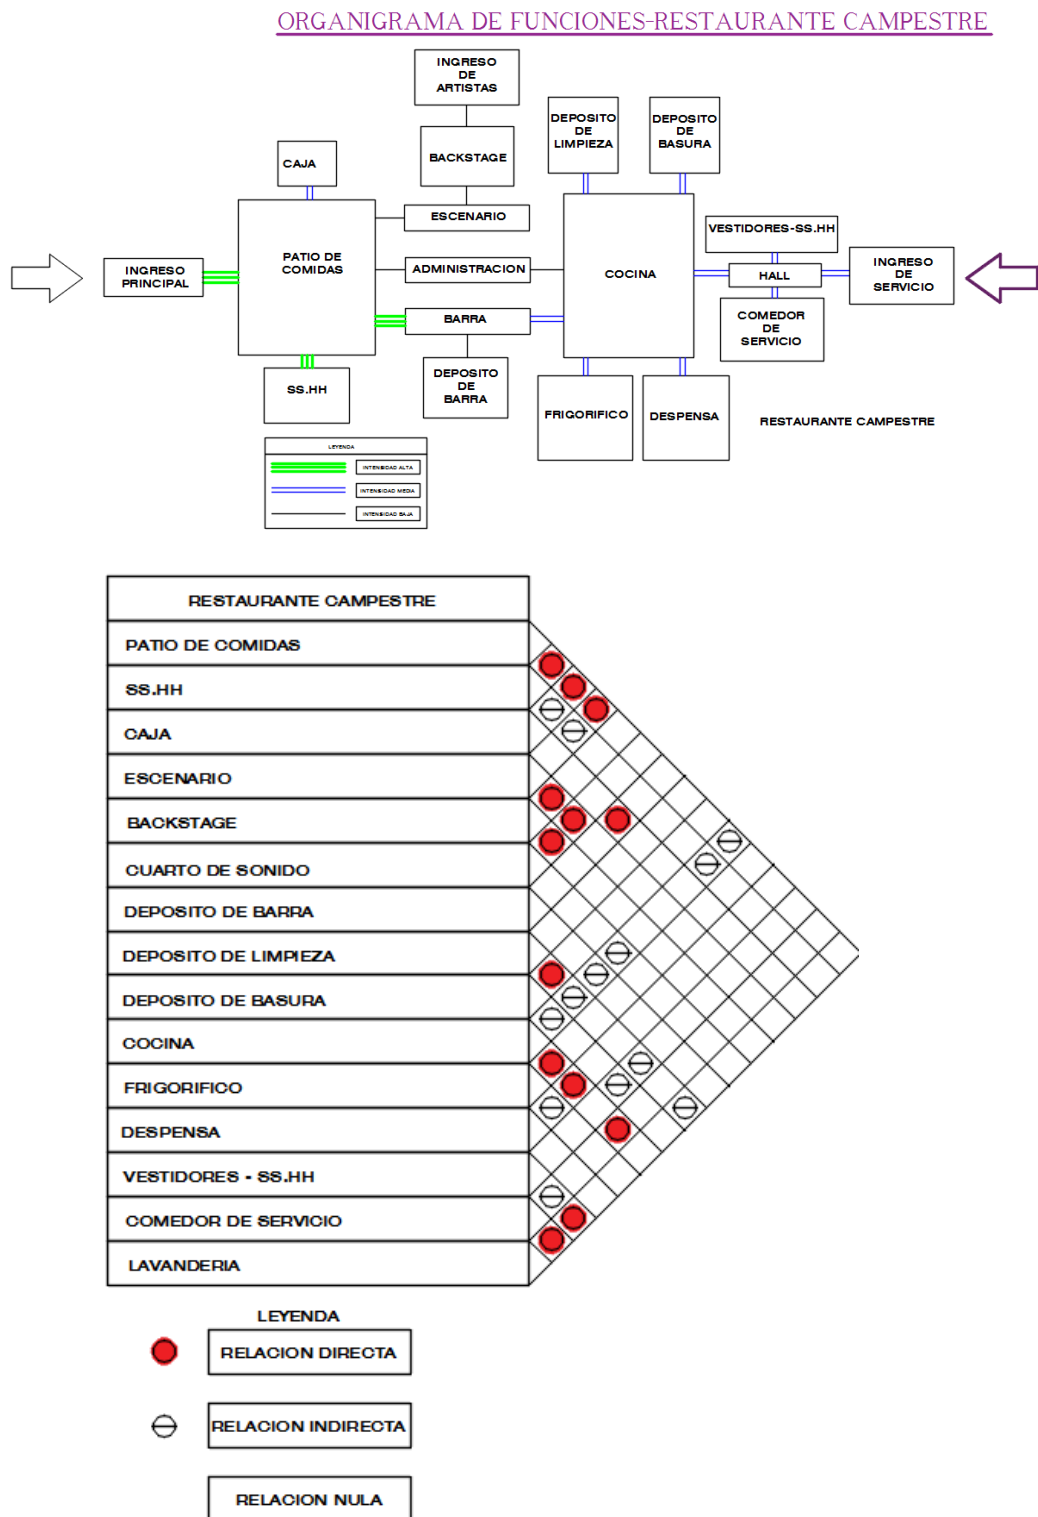 ORGANIGRAMA DE FUNCIONES-RESTAURANTE CAMPESTRE
INGRESO
DE
ARTISTAS
DEPOSITO
DE
LIMPIEZA
DEPOSITO
DE
BASURA
CAJA
BACKSTAGE
ESCENARIO
VESTIDORES-SS.HH
PATIO DE
COMIDAS
INGRESO
PRINCIPAL
ADMINISTRACION
COCINA
HALL
INGRESO
DE
SERVICIO
BARRA
COMEDOR
DE
SERVICIO
DEPOSITO
DE
BARRA
SS.HH
FRIGORIFICO
DESPENSA
RESTAURANTE CAMPESTRE
LEYENDA
INTENSIDAD ALTA
INTENSIDAD MEDIA
INTENSIDAD BAJA
RESTAURANTE CAMPESTRE
PATIO DE COMIDAS
SS.HH
CAJA
ESCENARIO
BACKSTAGE
CUARTO DE SONIDO
DEPOSITO DE BARRA
DEPOSITO DE LIMPIEZA
DEPOSITO DE BASURA
COCINA
FRIGORIFICO
DESPENSA
VESTIDORES - SS.HH
COMEDOR DE SERVICIO
LAVANDERIA
LEYENDA
RELACION DIRECTA
RELACION INDIRECTA
RELACION NULA